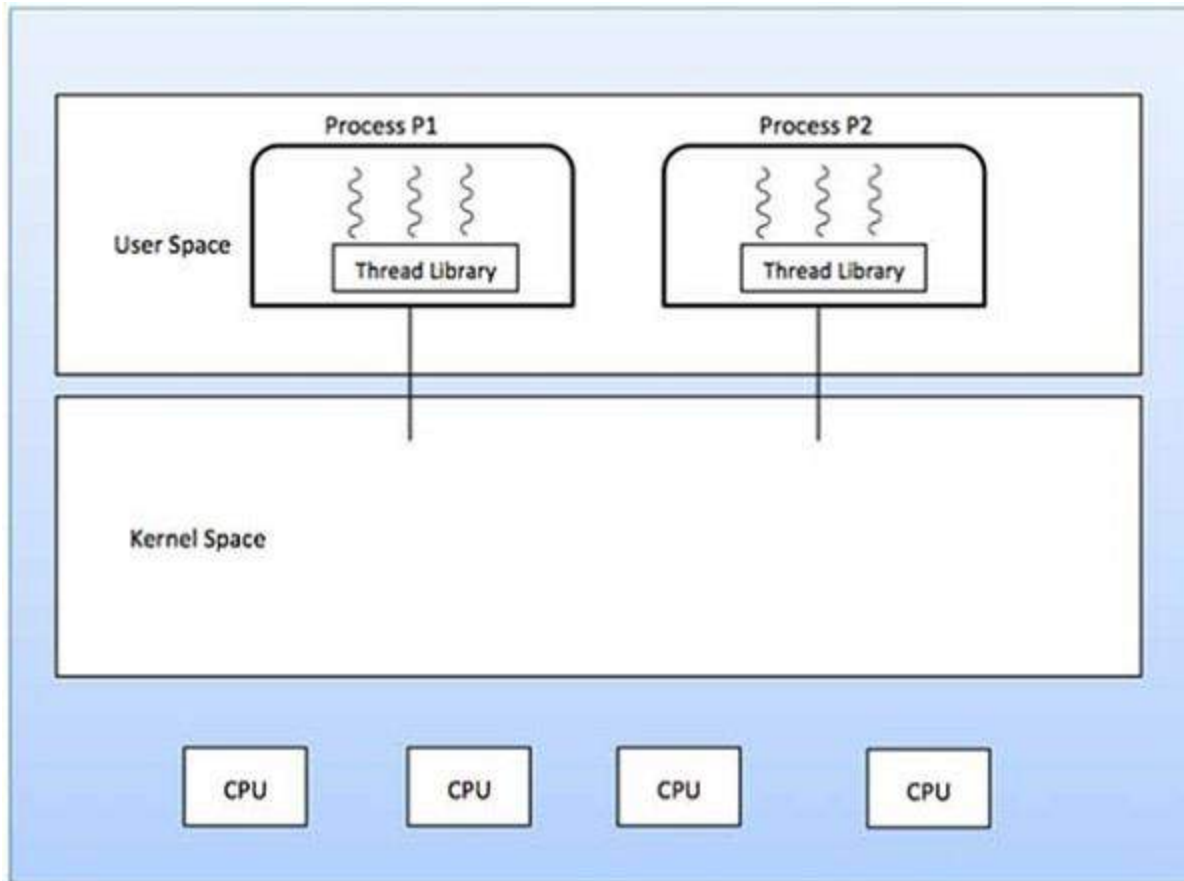 Process P1
Process P2
User Space
Thread Library
Thread Library
Kernel Space
CPU
CPU
CPU
CPU